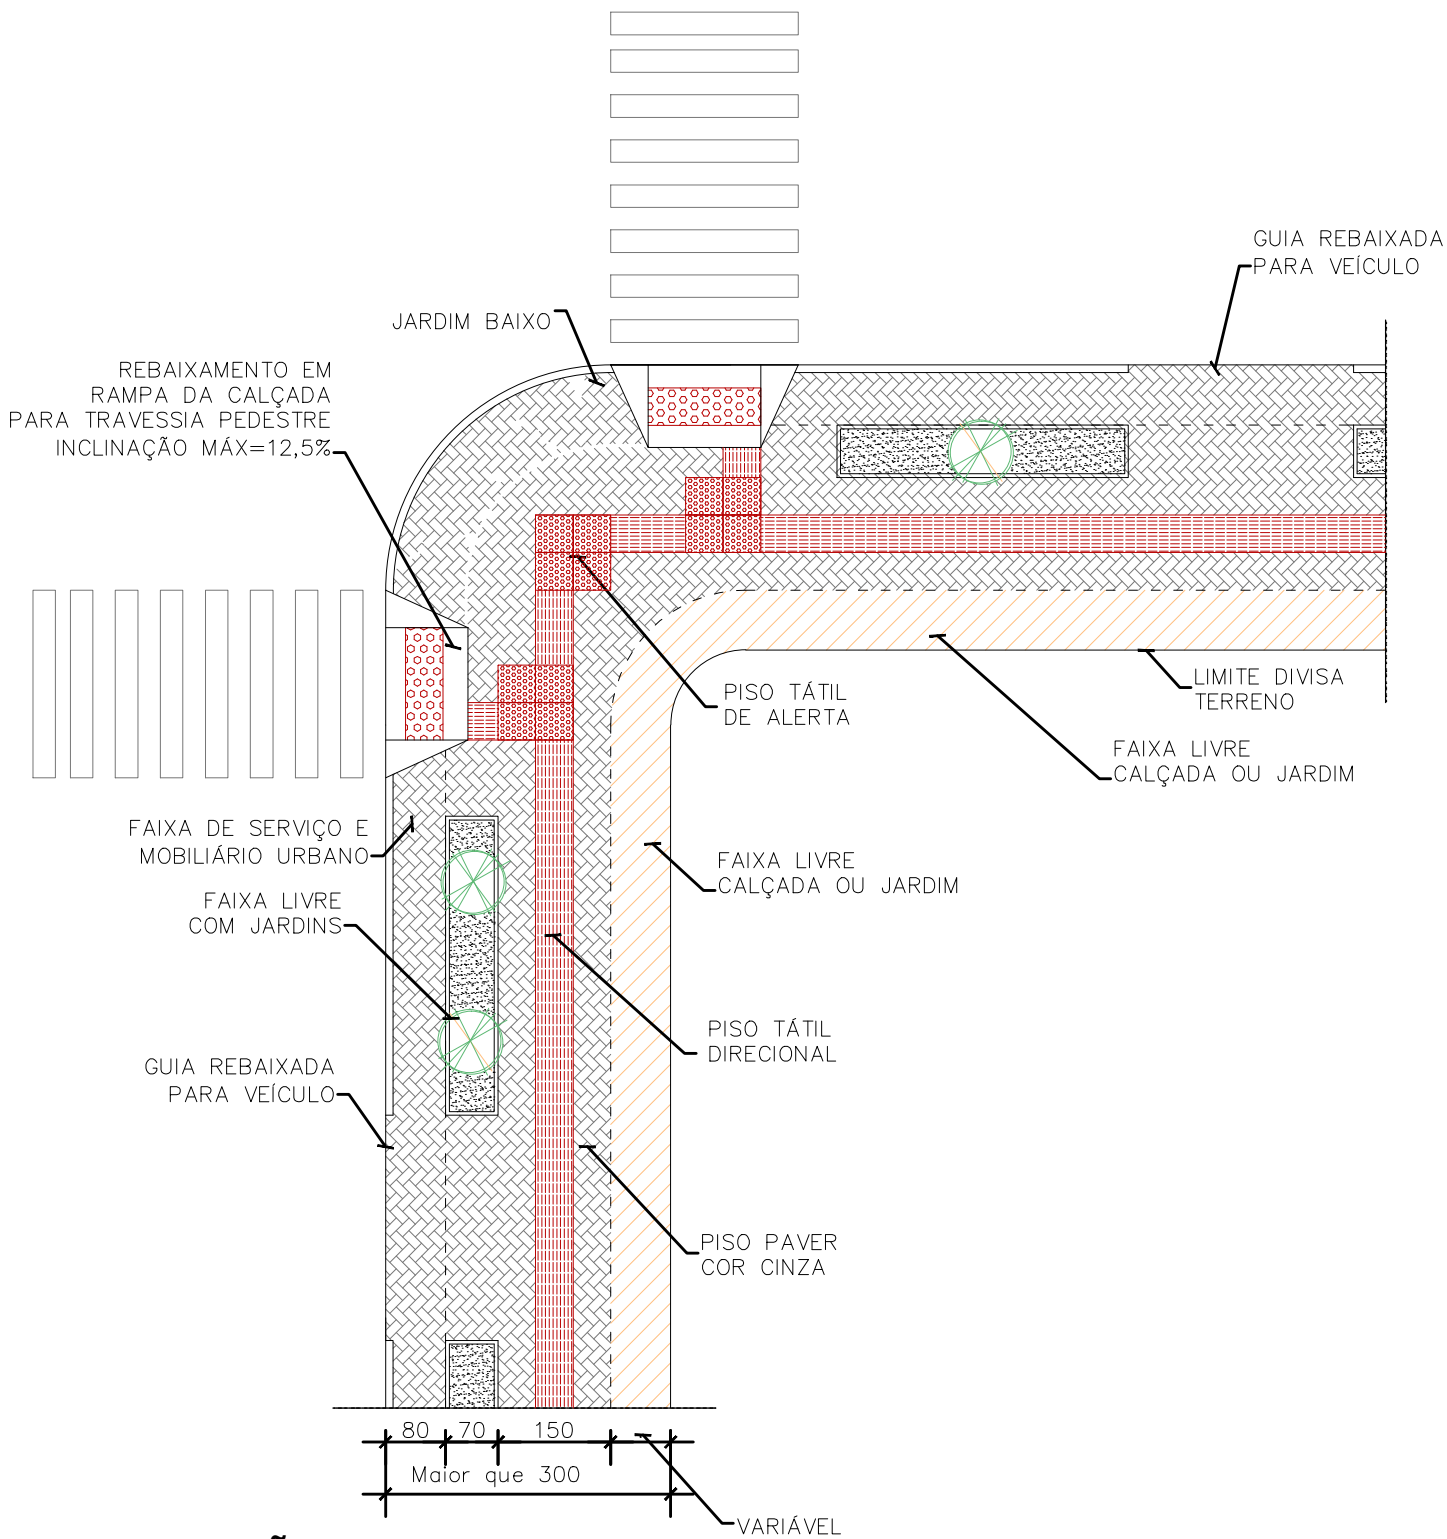 GUIA REBAIXADA
PARA VEÍCULO
JARDIM BAIXO
REBAIXAMENTO EM
RAMPA DA CALÇADA
PARA TRAVESSIA PEDESTRE
INCLINAÇÃO MÁX=12,5%
PISO TÁTIL
DE ALERTA
LIMITE DIVISA
TERRENO
FAIXA LIVRE
CALÇADA OU JARDIM
FAIXA DE SERVIÇO E
MOBILIÁRIO URBANO
FAIXA LIVRE
CALÇADA OU JARDIM
FAIXA LIVRE
COM JARDINS
PISO TÁTIL
DIRECIONAL
GUIA REBAIXADA
PARA VEÍCULO
PISO PAVER
COR CINZA
80 70 150
Maior que 300
VARIÁVEL